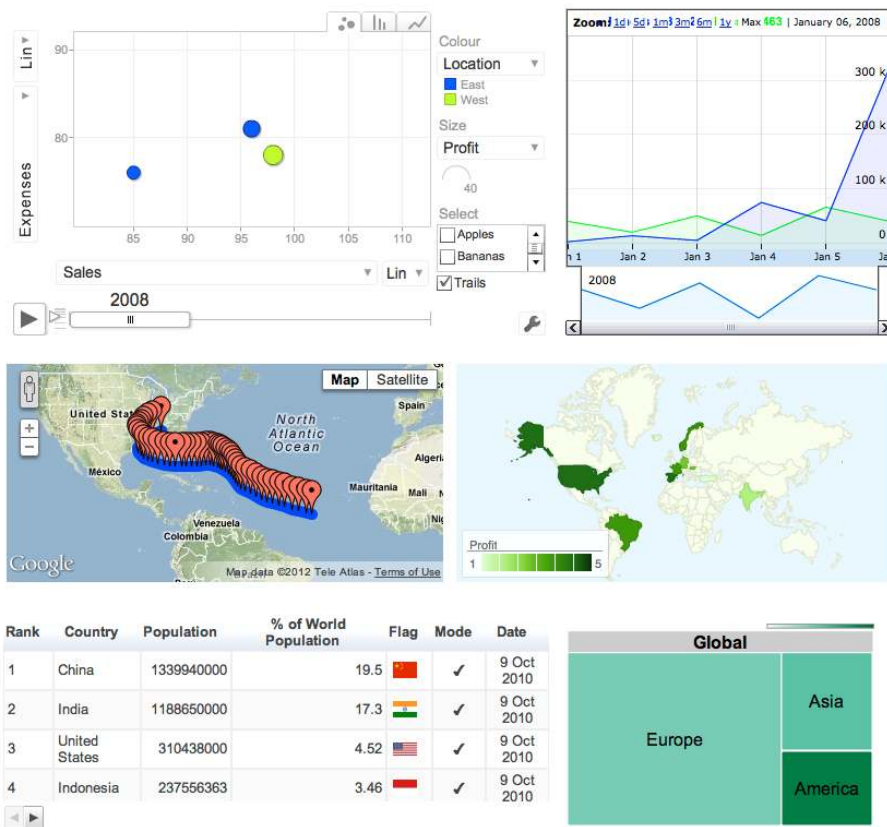 Lin
Expenses
90
80
85
90
95
100
105
110
Sales
Lin
2008
Colour
Location
East
West
Size
Profit
40
Select
Apples
Bananas
Trails
Zoom: 1d 5d 1m 3m 6m 1y Max 463 | January 06, 2008
300 k
200 k
100 k
0
Jan 2
Jan 3
Jan 4
Jan 5
2008
Map Satellite
United Stat
North
Atlantic
Ocean
Spain
Algeri
México
Mauritania
Mali
Venezuela
Colombia
Google
Map data ©2012 Tele Atlas - Terms of Use
Profit
1 5
Rank Country Population % of World Population Flag Mode Date
1 China 1339940000 19.5 ✔ 9 Oct 2010
2 India 1188650000 17.3 ✔ 9 Oct 2010
3 United States 310438000 4.52 ✔ 9 Oct 2010
4 Indonesia 237556363 3.46 ✔ 9 Oct 2010
Global
Europe
Asia
America